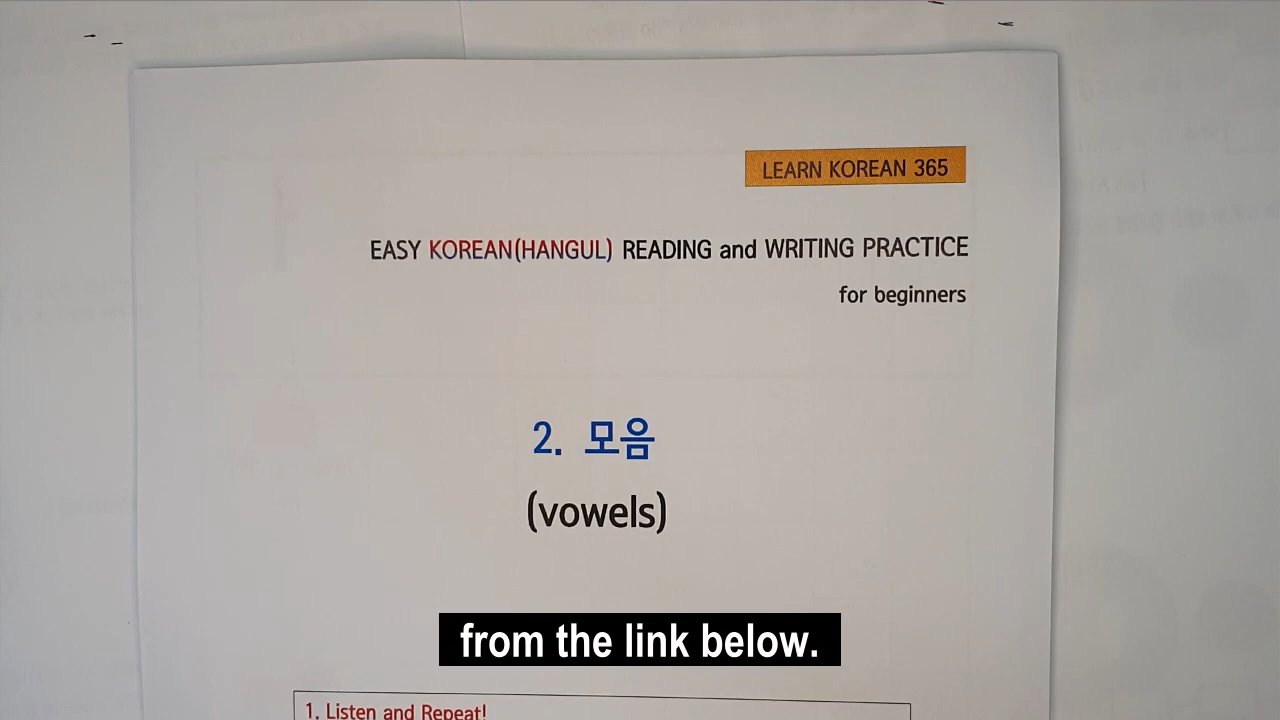 LEARN KOREAN 365
EASY KOREAN(HANGUL) READING and WRITING PRACTICE
for beginners
2. 모음
(vowels)
from the link below.
1. Listen and Repeat!